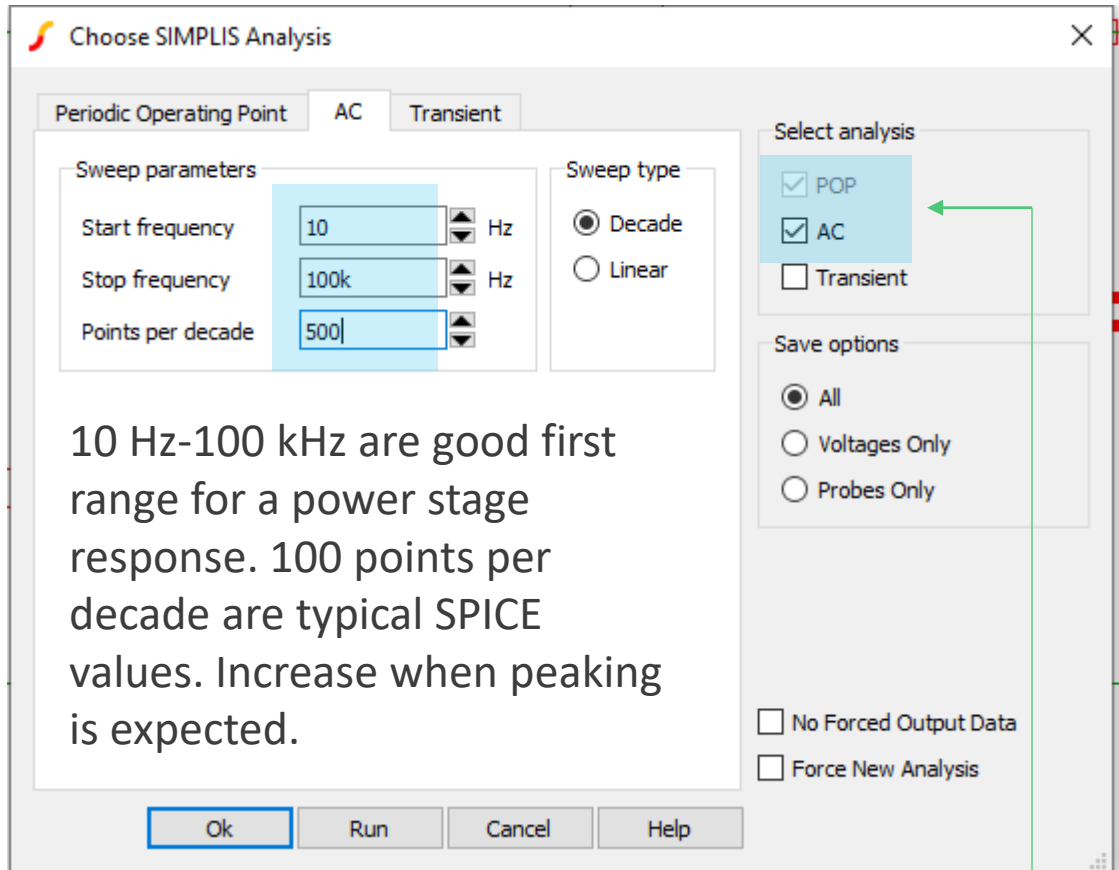 Choose SIMPLIS Analysis
Periodic Operating Point AC Transient
Sweep parameters
Start frequency 10 Hz
Stop frequency 100k Hz
Points per decade 500
Sweep type
Decade
Linear
10 Hz-100 kHz are good first
range for a power stage
response. 100 points per
decade are typical SPICE
values. Increase when peaking
is expected.
Select analysis
POP
AC
Transient
Save options
All
Voltages Only
Probes Only
No Forced Output Data
Force New Analysis
Ok Run Cancel Help